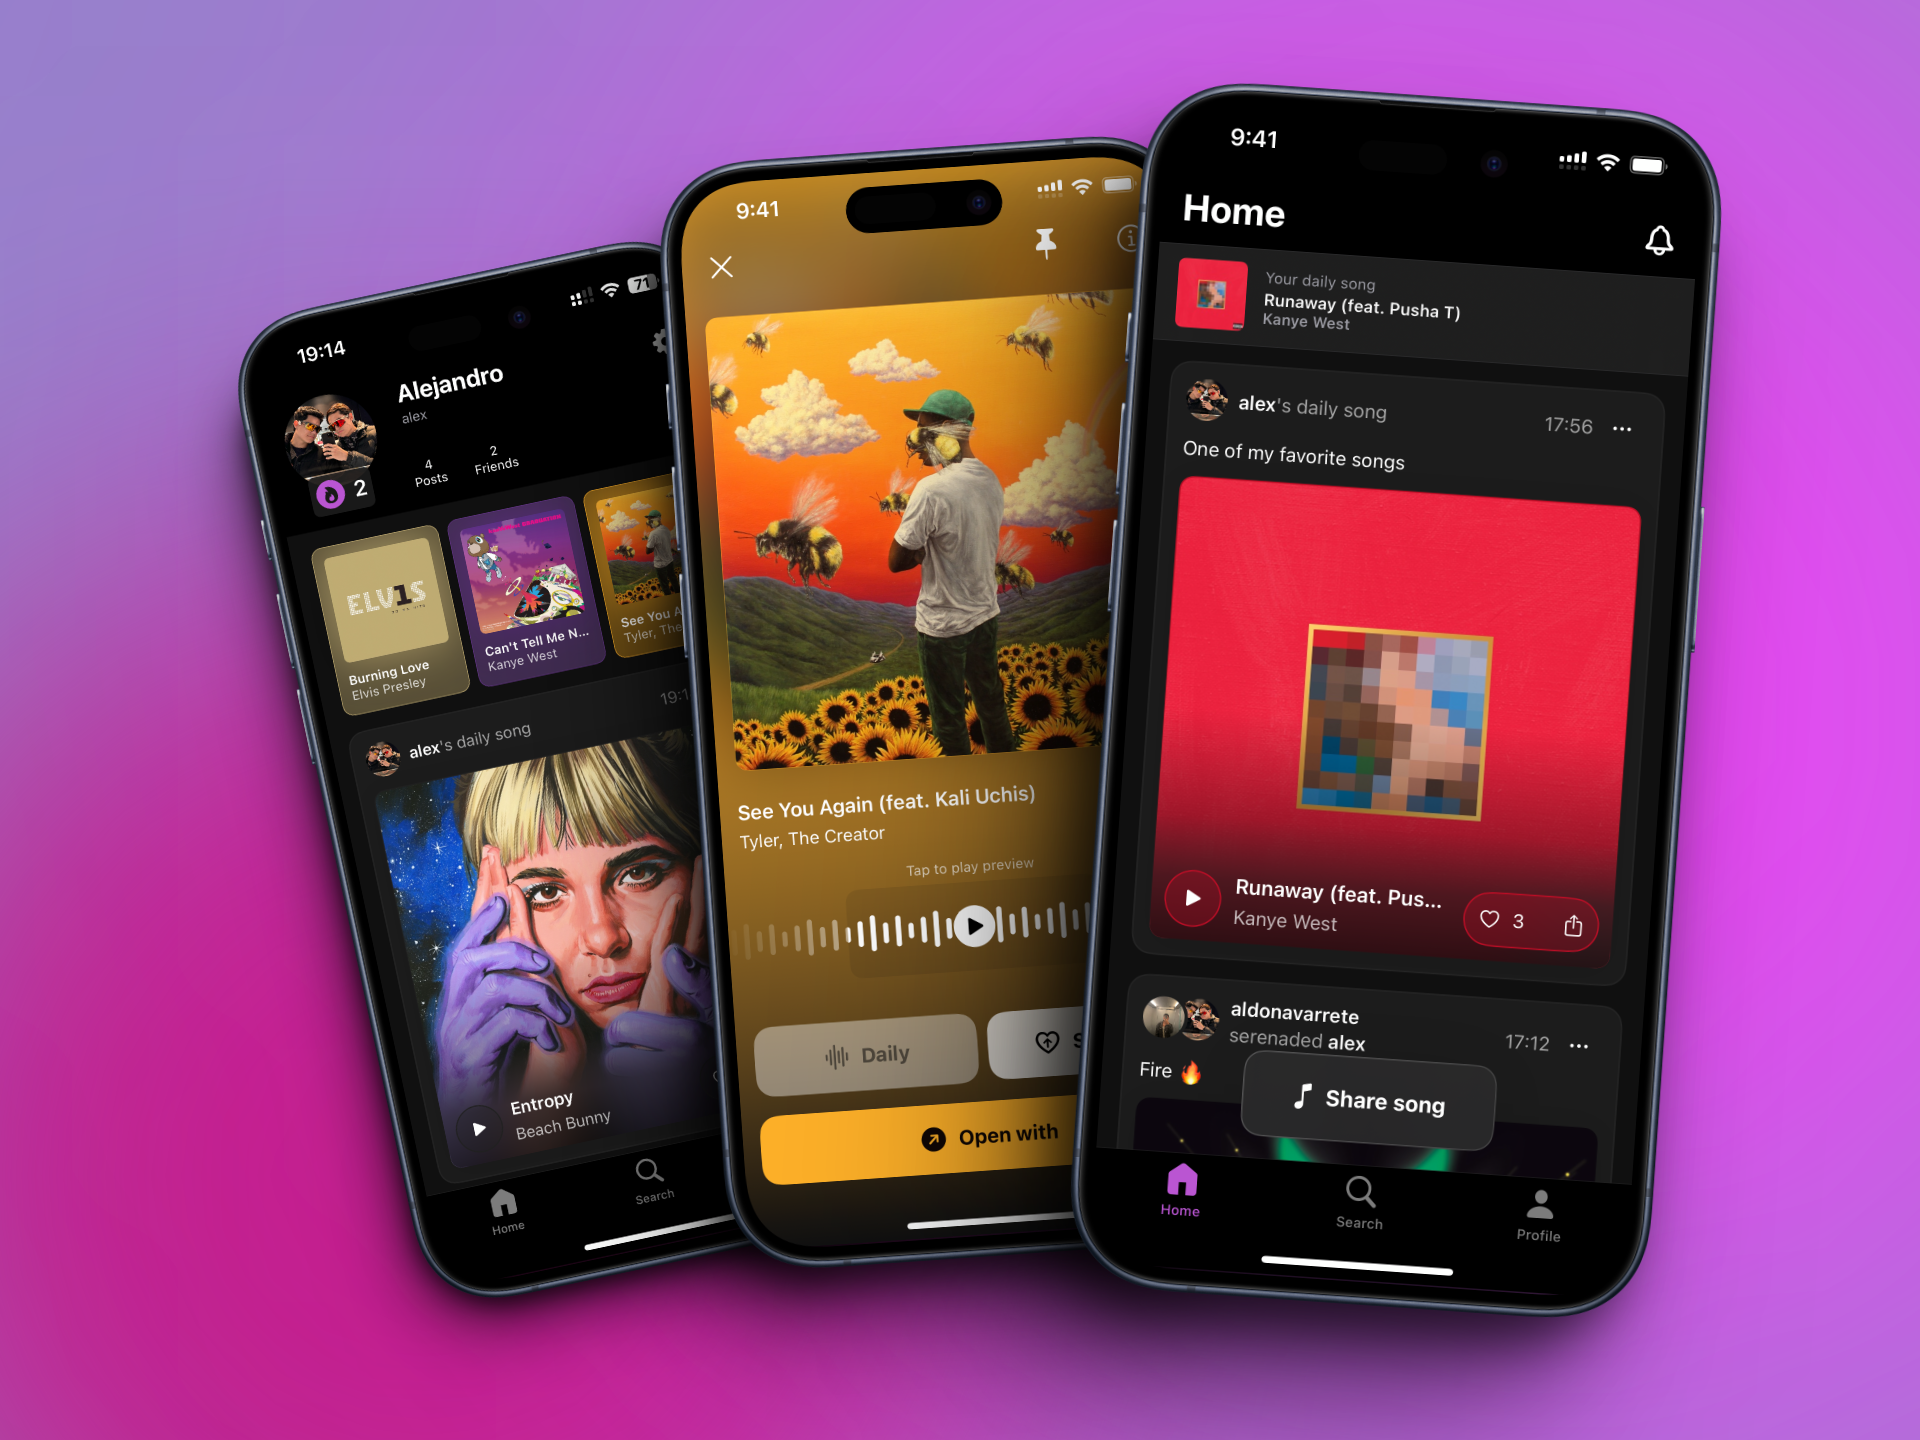 19:14
71
Alejandro
alex
4
Posts
2
Friends
2
ELV1S
Burning Love
Elvis Presley
Can't Tell Me N...
Kanye West
See You A
Tyler, The
19:1
alex's daily song
Entropy
Beach Bunny
Home
Search
9:41
See You Again (feat. Kali Uchis)
Tyler, The Creator
Tap to play preview
Daily
S
Open with
9:41
Home
Your daily song
Runaway (feat. Pusha T)
Kanye West
alex's daily song
17:56
One of my favorite songs
Runaway (feat. Pus...
Kanye West
3
aldonavarrete
serenaded alex
17:12
Fire 🔥
Share song
Home
Search
Profile